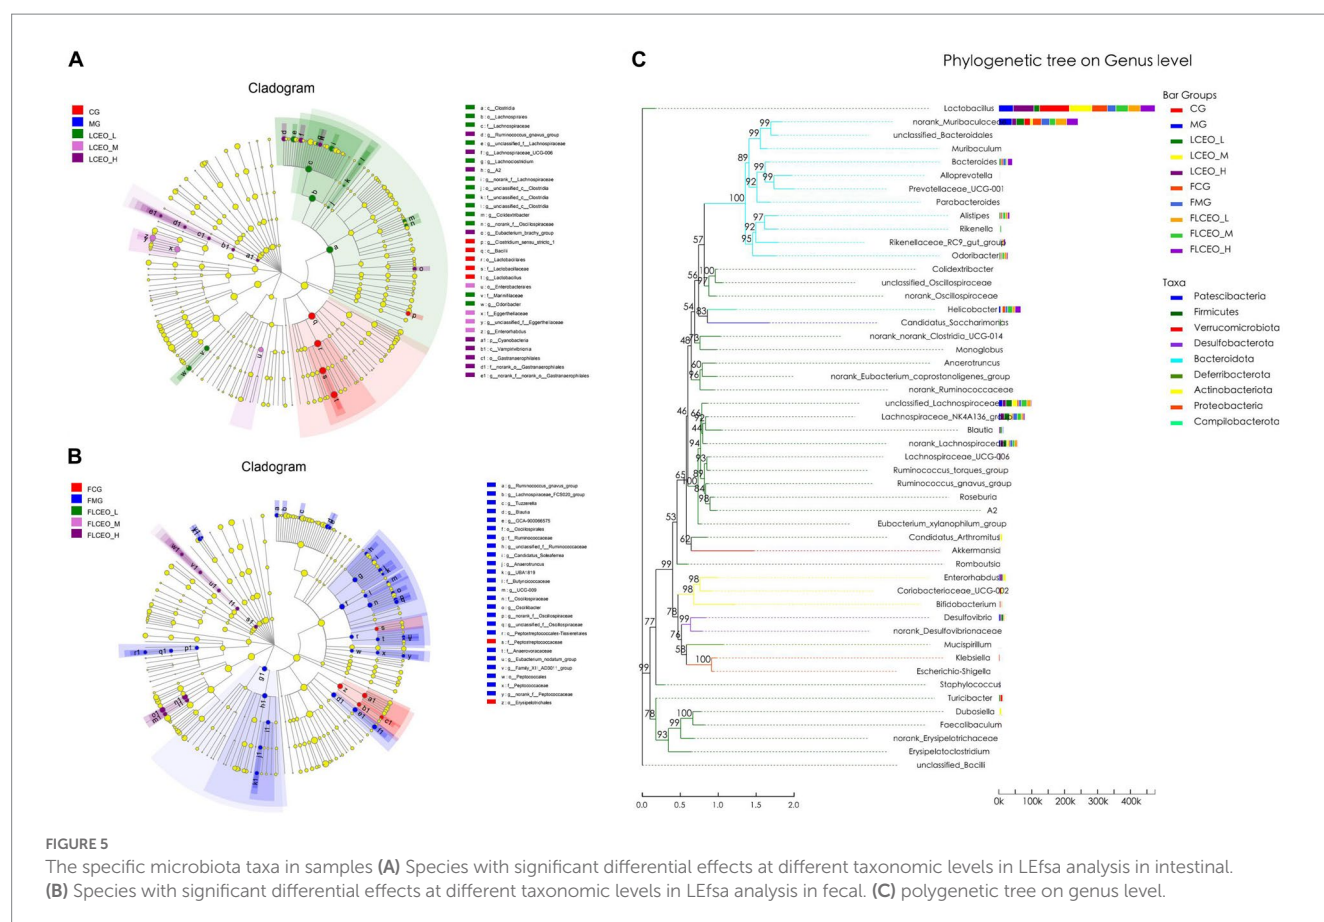 A
Cladogram
CG
MG
LCEO_L
LCEO_M
LCEO_H
a : c__Clostridia
b : o__Lachnospirales
c : f__Lachnospiraceae
d : g__Ruminococcus_gnavus_group
e : g__unclassified_f__Lachnospiraceae
f : g__Lachnospiraceae_UCG-006
g : g__Lachnoclostridium
h : g__A2
i : g__norank_f__Lachnospiraceae
j : o__unclassified_c__Clostridia
k : f__unclassified_c__Clostridia
l : g__unclassified_c__Clostridia
m : g__Colidextribacter
n : g__norank_f__Oscillospiraceae
o : g__Eubacterium_brachy_group
p : g__Clostridium_sensu_stricto_1
q : c__Bacilli
r : o__Lactobacillales
s : f__Lactobacillaceae
t : g__Lactobacillus
u : o__Enterobacterales
v : f__Marinifilaceae
w : g__Odoribacter
x : f__Eggerthellaceae
y : g__unclassified_f__Eggerthellaceae
z : g__Enterorhabdus
a1 : p__Cyanobacteria
b1 : c__Vampirivibrionia
c1 : o__Gastranaerophilales
d1 : f__norank_o__Gastranaerophilales
e1 : g__norank_f__norank_o__Gastranaerophilales
B
Cladogram
FCG
FMG
FLCEO_L
FLCEO_M
FLCEO_H
a : g__Ruminococcus_gnavus_group
b : g__Lachnospiraceae_FCS020_group
c : g__Tuzzerella
d : g__Blautia
e : g__GCA-900066575
f : o__Oscillospirales
g : f__Ruminococcaceae
h : g__unclassified_f__Ruminococcaceae
i : g__Candidatus_Soleaferrea
j : g__Anaerotruncus
k : g__UBA1819
l : f__Butyricicoccaceae
m : g__UCG-009
n : f__Oscillospiraceae
o : g__Oscillibacter
p : g__norank_f__Oscillospiraceae
q : g__unclassified_f__Oscillospiraceae
r : o__Peptostreptococcales-Tissierellales
s : f__Peptostreptococcaceae
t : f__Anaerovoracaceae
u : g__Eubacterium_nodatum_group
v : g__Family_XIII_AD3011_group
w : o__Peptococcales
x : f__Peptococcaceae
y : g__norank_f__Peptococcaceae
z : o__Erysipelotrichales
C
Phylogenetic tree on Genus level
Lactobacillus
norank_Muribaculaceae
unclassified_Bacteroidales
Muribaculum
Bacteroides
Alloprevotella
Prevotellaceae_UCG-001
Parabacteroides
Alistipes
Rikenella
Rikenellaceae_RC9_gut_group
Odoribacter
Colidextribacter
unclassified_Oscillospiraceae
norank_Oscillospiraceae
Helicobacter
Candidatus_Saccharimonas
norank_norank_Clostridia_UCG-014
Monoglobus
Anaerotruncus
norank_Eubacterium_coprostanoligenes_group
norank_Ruminococcaceae
unclassified_Lachnospiraceae
Lachnospiraceae_NK4A136_group
Blautia
norank_Lachnospiraceae
Lachnospiraceae_UCG-006
Ruminococcus_torques_group
Ruminococcus_gnavus_group
Roseburia
A2
Eubacterium_xylanophilum_group
Candidatus_Arthromitus
Akkermansia
Romboutsia
Enterorhabdus
Coriobacteriaceae_UCG-002
Bifidobacterium
Desulfovibrio
norank_Desulfovibrionaceae
Mucispirillum
Klebsiella
Escherichia-Shigella
Staphylococcus
Turicibacter
Dubosiella
Faecalibaculum
norank_Erysipelotrichaceae
Erysipelatoclostridium
unclassified_Bacilli
0.0 0.5 1.0 1.5 2.0
0k 100k 200k 300k 400k
Bar Groups
CG
MG
LCEO_L
LCEO_M
LCEO_H
FCG
FMG
FLCEO_L
FLCEO_M
FLCEO_H
Taxa
Patescibacteria
Firmicutes
Verrucomicrobiota
Desulfobacterota
Bacteroidota
Deferribacterota
Actinobacteriota
Proteobacteria
Campilobacterota
FIGURE 5
The specific microbiota taxa in samples (A) Species with significant differential effects at different taxonomic levels in LEfsa analysis in intestinal.
(B) Species with significant differential effects at different taxonomic levels in LEfsa analysis in fecal. (C) polygenetic tree on genus level.